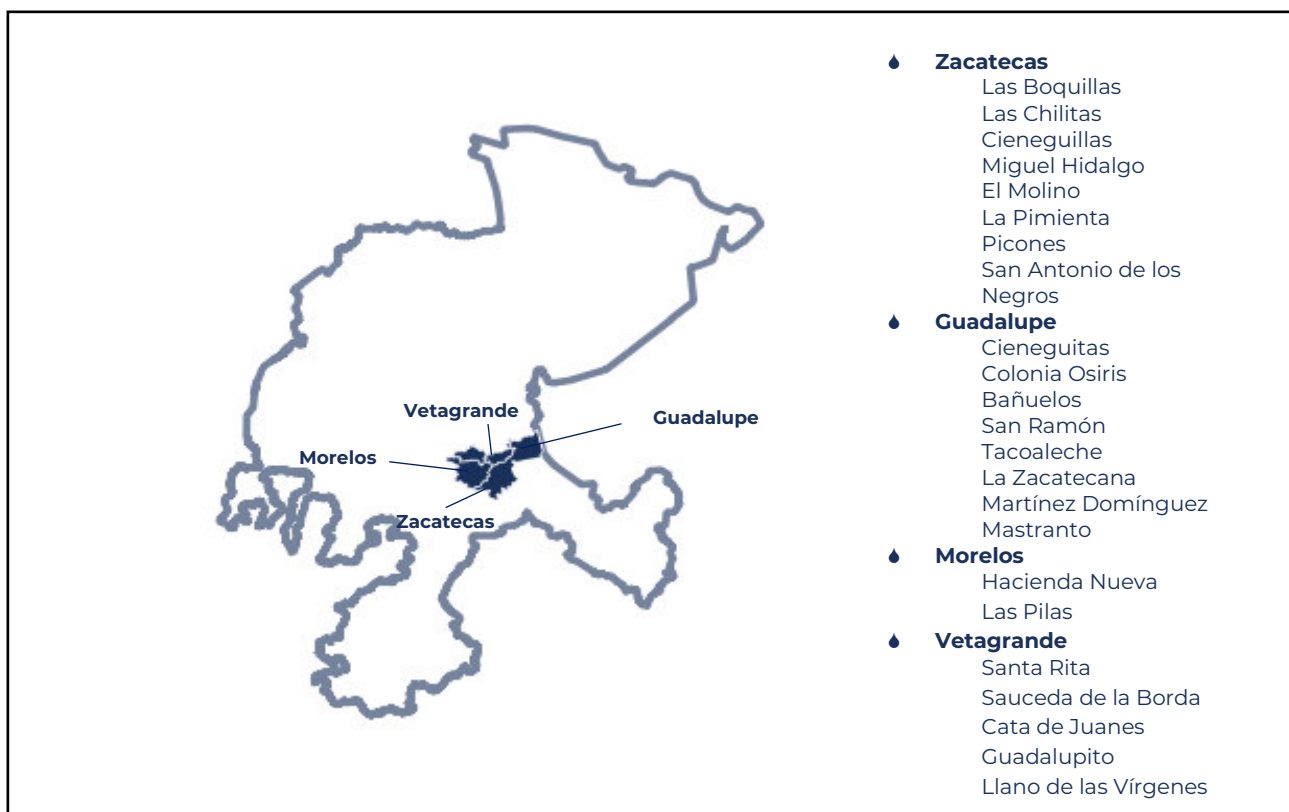 Vetagrande
Guadalupe
Morelos
Zacatecas
Zacatecas
Las Boquillas
Las Chilitas
Cieneguillas
Miguel Hidalgo
El Molino
La Pimienta
Picones
San Antonio de los
Negros
Guadalupe
Cieneguitas
Colonia Osiris
Bañuelos
San Ramón
Tacoaleche
La Zacatecana
Martínez Domínguez
Mastranto
Morelos
Hacienda Nueva
Las Pilas
Vetagrande
Santa Rita
Sauceda de la Borda
Cata de Juanes
Guadalupito
Llano de las Vírgenes